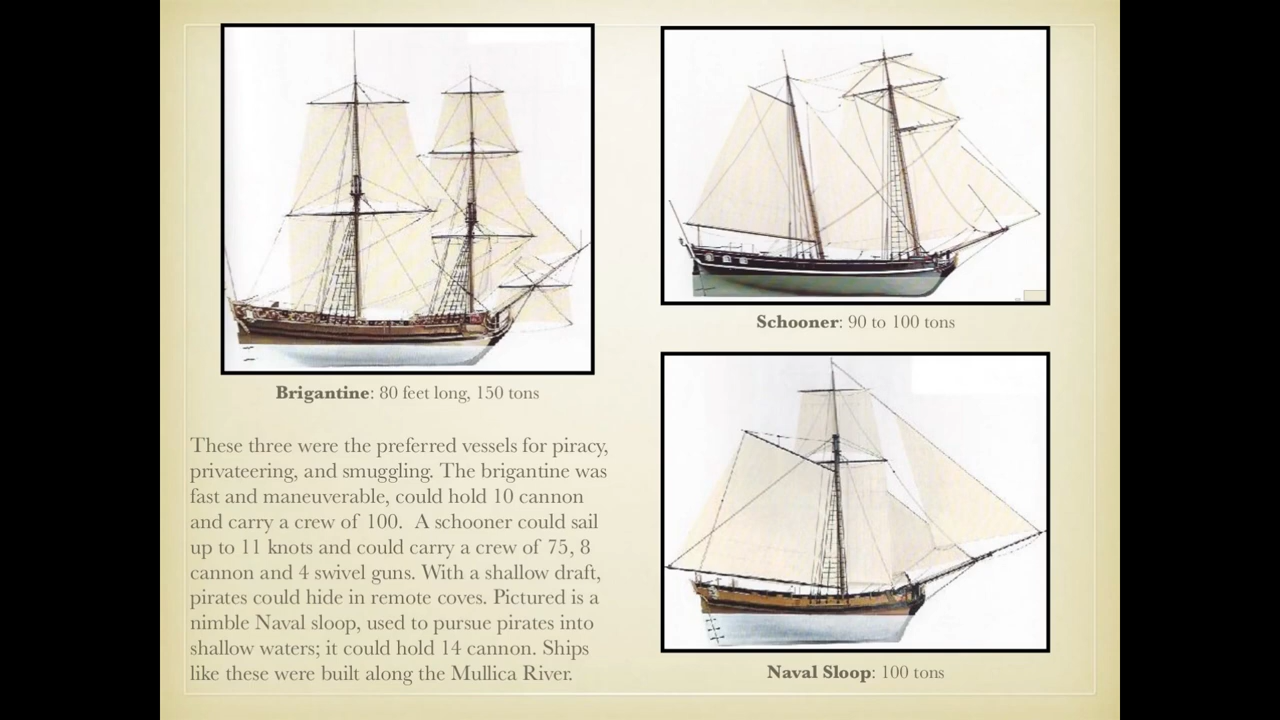 Brigantine: 80 feet long, 150 tons
These three were the preferred vessels for piracy,
privateering, and smuggling. The brigantine was
fast and maneuverable, could hold 10 cannon
and carry a crew of 100.  A schooner could sail
up to 11 knots and could carry a crew of 75, 8
cannon and 4 swivel guns. With a shallow draft,
pirates could hide in remote coves. Pictured is a
nimble Naval sloop, used to pursue pirates into
shallow waters; it could hold 14 cannon. Ships
like these were built along the Mullica River.
Schooner: 90 to 100 tons
Naval Sloop: 100 tons